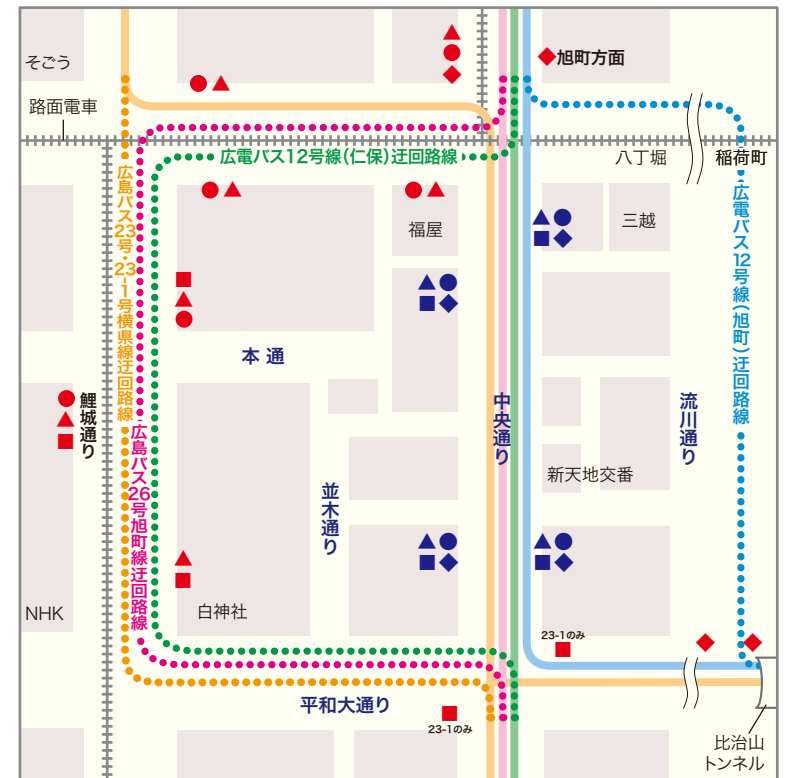 そごう
旭町方面
路面電車
広電バス12号線(仁保)迂回路線
八丁堀
稲荷町
広島バス23号・23-1号横県線迂回路線
福屋
三越
広電バス12号線(旭町)迂回路線
本通
鯉城通り
中央通り
流川通り
広島バス26号旭町線迂回路線
並木通り
新天地交番
NHK
白神社
23-1のみ
平和大通り
23-1のみ
比治山
トンネル